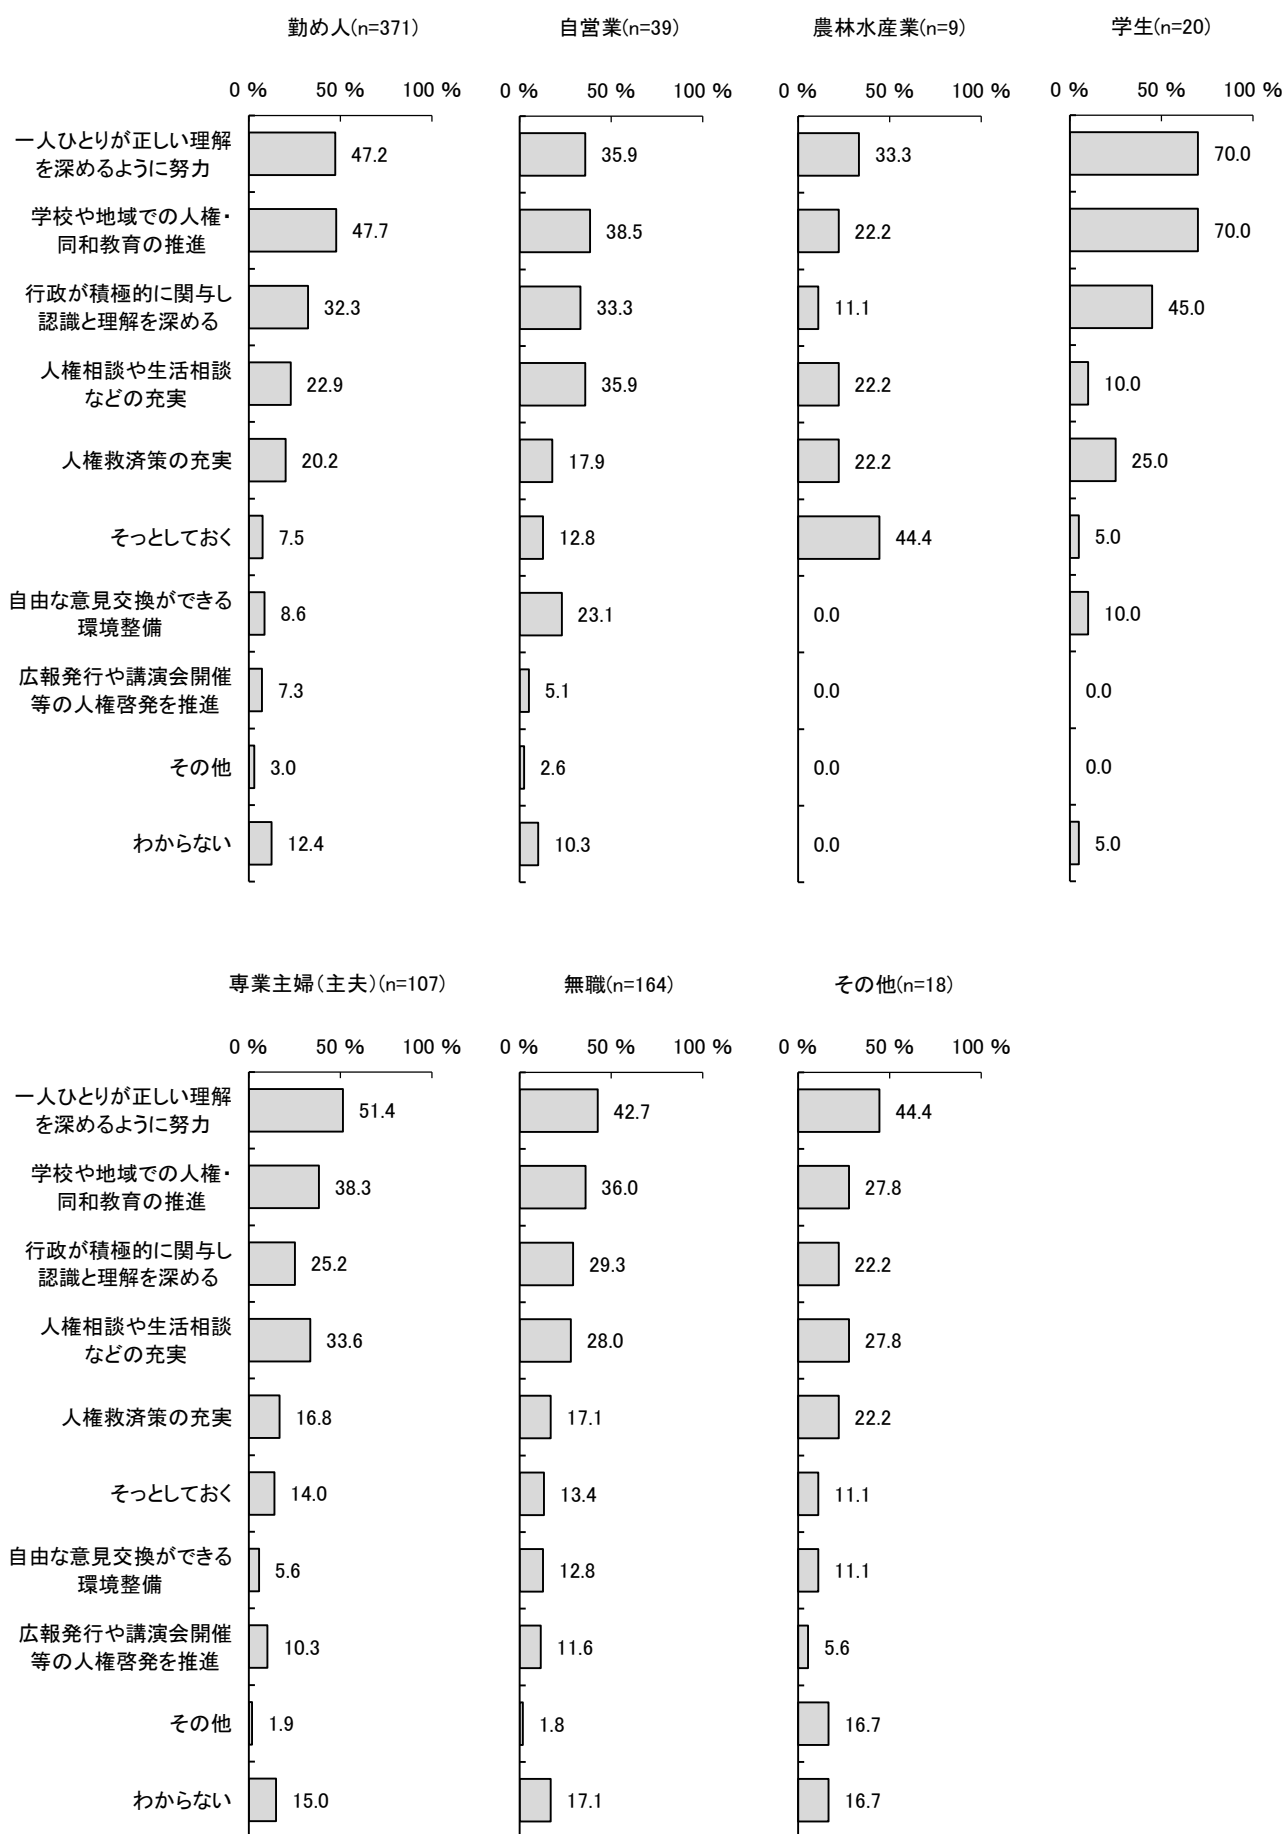 勤め人(n=371) 自営業(n=39) 農林水産業(n=9) 学生(n=20)
0 % 50 % 100 % 0 % 50 % 100 % 0 % 50 % 100 % 0 % 50 % 100 %
一人ひとりが正しい理解
を深めるように努力
47.2 35.9 33.3 70.0
学校や地域での人権・
同和教育の推進
47.7 38.5 22.2 70.0
行政が積極的に関与し
認識と理解を深める
32.3 33.3 11.1 45.0
人権相談や生活相談
などの充実
22.9 35.9 22.2 10.0
人権救済策の充実 20.2 17.9 22.2 25.0
そっとしておく 7.5 12.8 44.4 5.0
自由な意見交換ができる
環境整備
8.6 23.1 0.0 10.0
広報発行や講演会開催
等の人権啓発を推進
7.3 5.1 0.0 0.0
その他 3.0 2.6 0.0 0.0
わからない 12.4 10.3 0.0 5.0
専業主婦(主夫)(n=107) 無職(n=164) その他(n=18)
0 % 50 % 100 % 0 % 50 % 100 % 0 % 50 % 100 %
一人ひとりが正しい理解
を深めるように努力
51.4 42.7 44.4
学校や地域での人権・
同和教育の推進
38.3 36.0 27.8
行政が積極的に関与し
認識と理解を深める
25.2 29.3 22.2
人権相談や生活相談
などの充実
33.6 28.0 27.8
人権救済策の充実 16.8 17.1 22.2
そっとしておく 14.0 13.4 11.1
自由な意見交換ができる
環境整備
5.6 12.8 11.1
広報発行や講演会開催
等の人権啓発を推進
10.3 11.6 5.6
その他 1.9 1.8 16.7
わからない 15.0 17.1 16.7